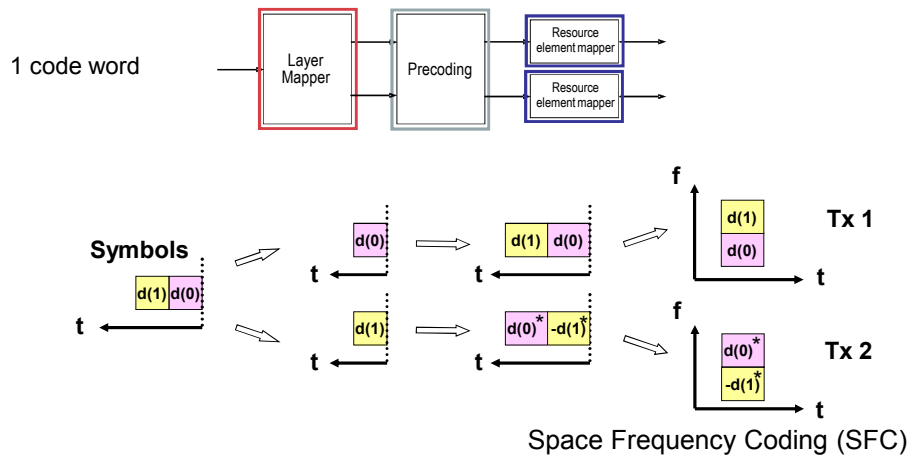 1 code word
Layer
Mapper
Precoding
Resource
element mapper
Resource
element mapper
Symbols
d(1) d(0)
t
d(0)
t
d(1)
t
d(1) d(0)
t
d(0)* -d(1)*
t
f
d(1)
d(0)
t
Tx 1
f
d(0)*
-d(1)*
t
Tx 2
Space Frequency Coding (SFC)